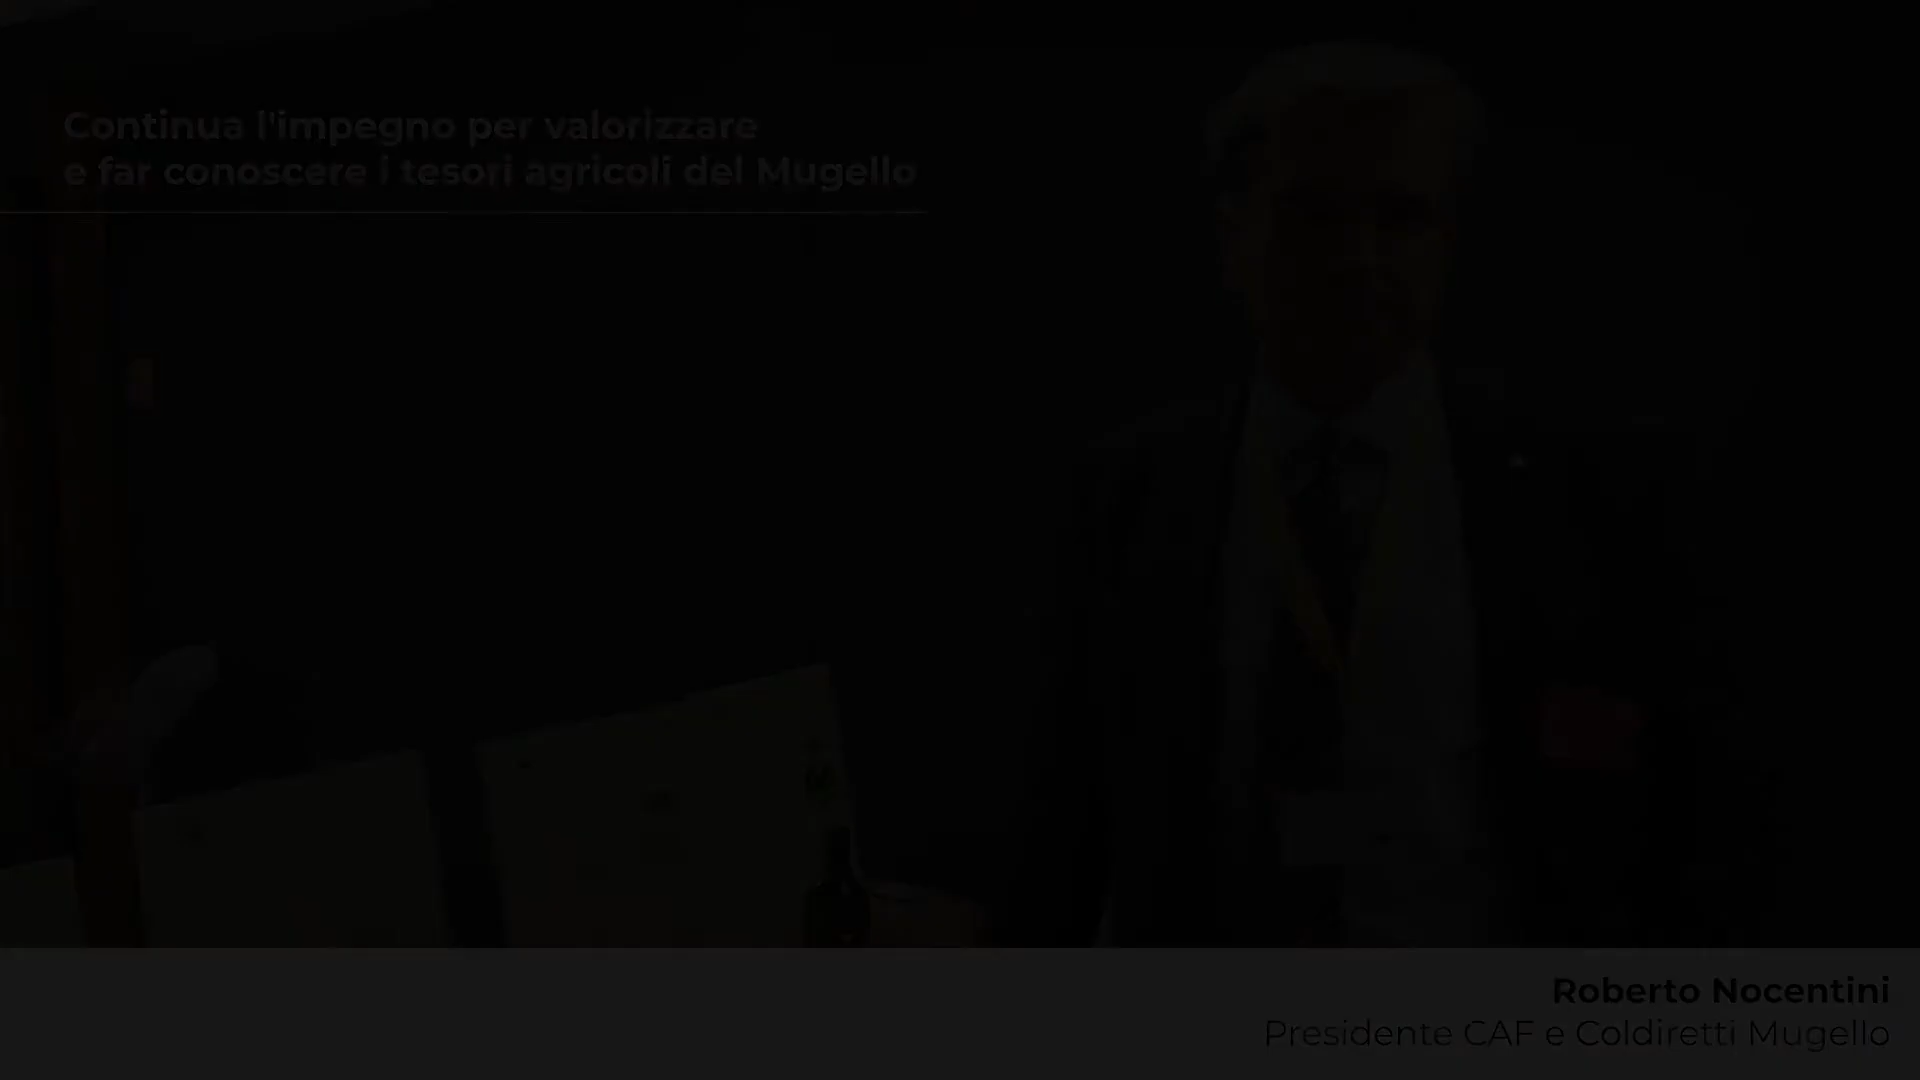 Continua l'impegno per valorizzare
e far conoscere i tesori agricoli del Mugello
Roberto Nocentini
Presidente CAF e Coldiretti Mugello